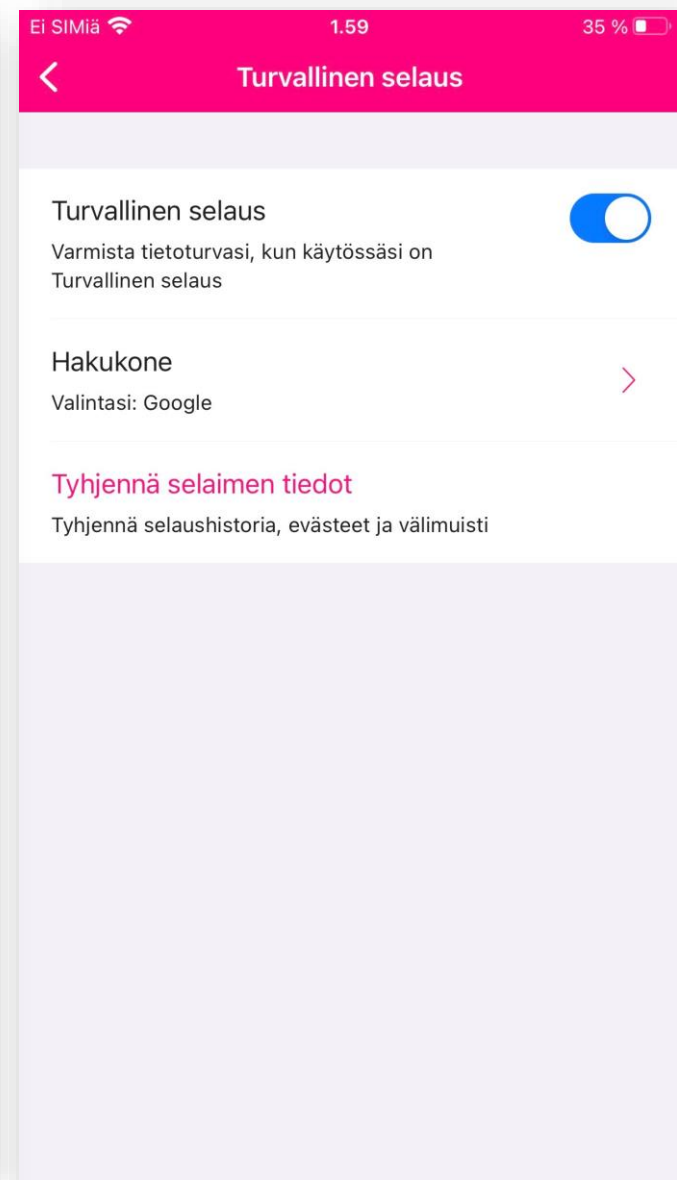 Ei SIMiä 1.59 35 %
Turvallinen selaus
Turvallinen selaus
Varmista tietoturvasi, kun käytössäsi on
Turvallinen selaus
Hakukone
Valintasi: Google
Tyhjennä selaimen tiedot
Tyhjennä selaushistoria, evästeet ja välimuisti